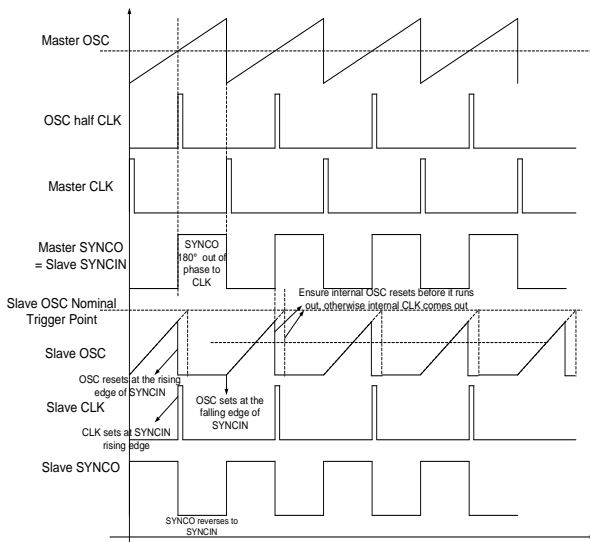 Master OSC
OSC half CLK
Master CLK
Master SYNCO
= Slave SYNCIN
SYNCO
180° out of
phase to
CLK
Ensure internal OSC resets before it runs
out, otherwise internal CLK comes out
Slave OSC Nominal
Trigger Point
Slave OSC
OSC resets at the rising
edge of SYNCIN
OSC sets at the
falling edge of
SYNCIN
Slave CLK
CLK sets at SYNCIN
rising edge
Slave SYNCO
SYNCO reverses to
SYNCIN